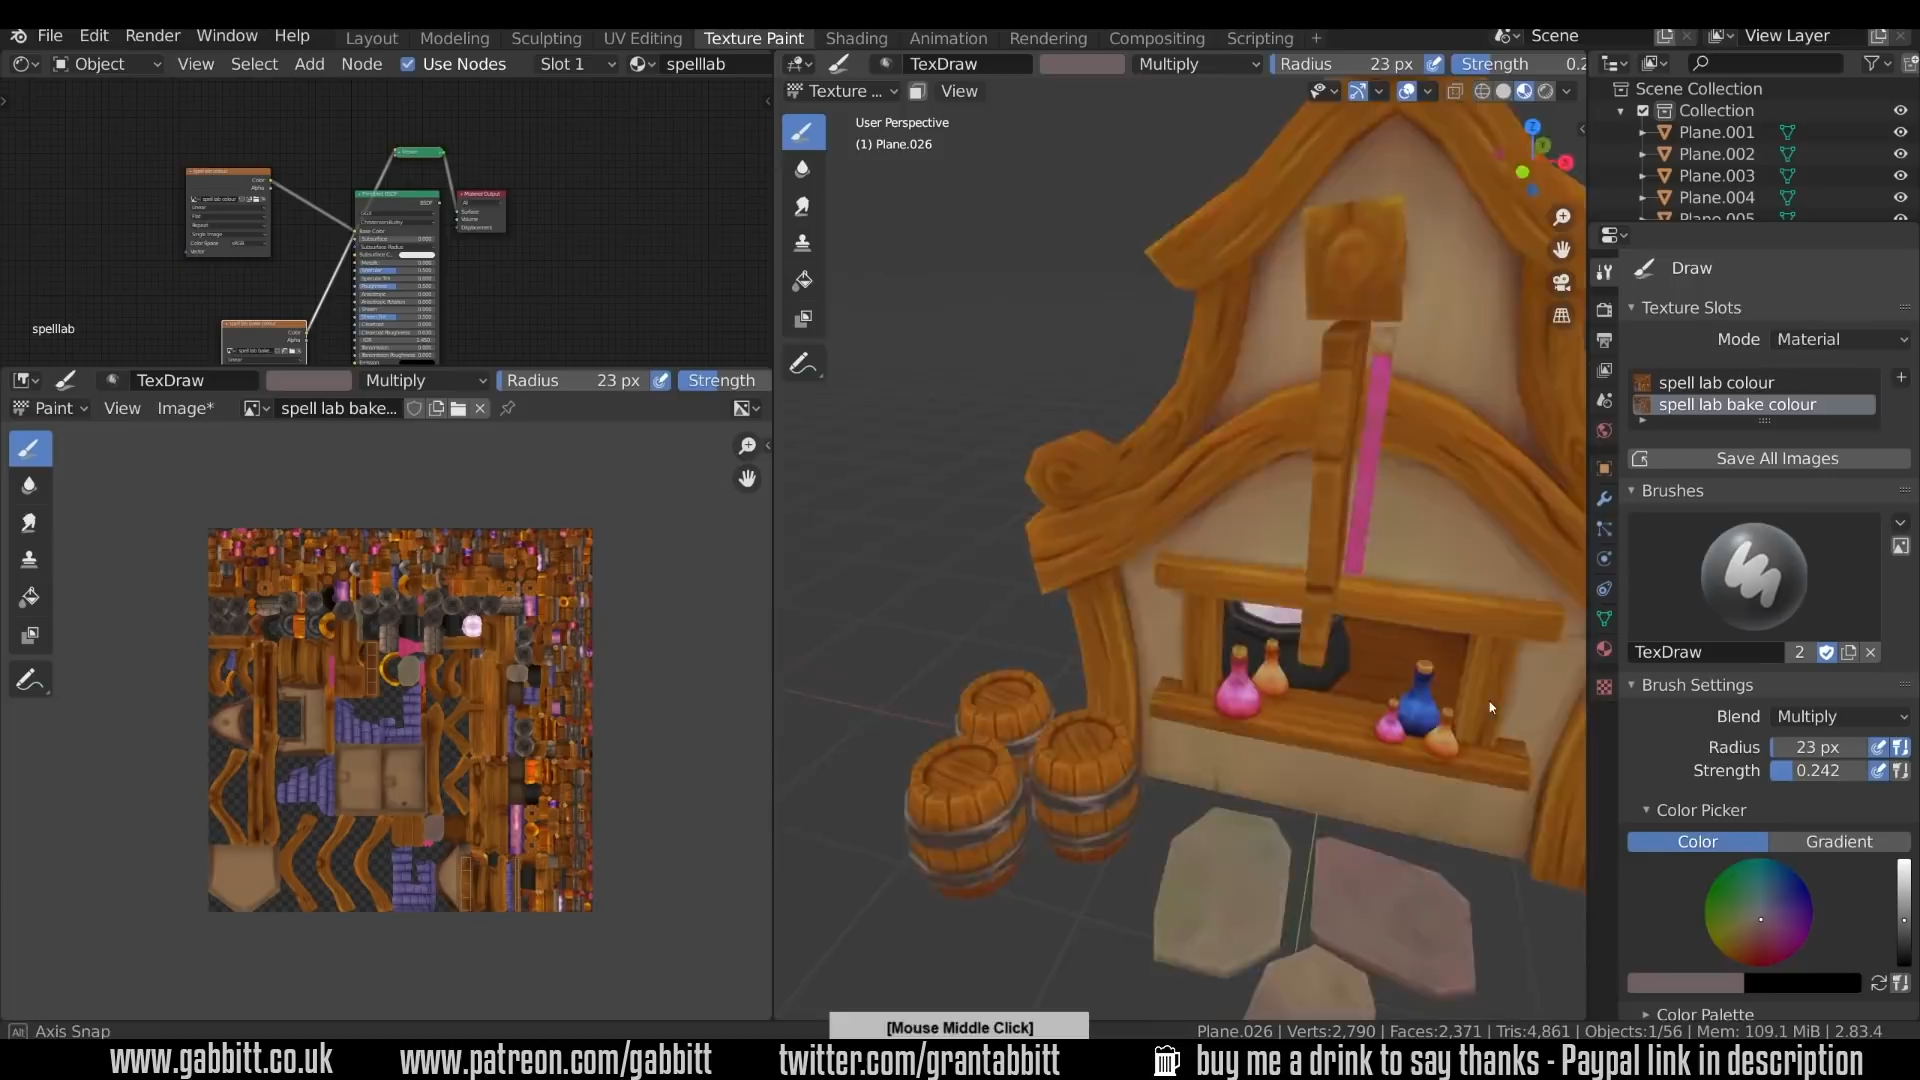 File Edit Render Window Help Layout Modeling Sculpting UV Editing Texture Paint Shading Animation Rendering Compositing Scripting + Scene View Layer
Object View Select Add Node Use Nodes Slot 1 spelllab TexDraw Multiply Radius 23 px Strength 0.2
Texture ... View
User Perspective
(1) Plane.026
Scene Collection
Collection
Plane.001
Plane.002
Plane.003
Plane.004
Plane.005
spelllab
TexDraw Multiply Radius 23 px Strength
Paint View Image* spell lab bake...
Draw
Texture Slots
Mode Material
spell lab colour
spell lab bake colour
Save All Images
Brushes
TexDraw 2
Brush Settings
Blend Multiply
Radius 23 px
Strength 0.242
Color Picker
Color Gradient
Color Palette
Alt Axis Snap
[Mouse Middle Click]
Plane.026 | Verts:2,790 | Faces:2,371 | Tris:4,861 | Objects:1/56 | Mem: 109.1 MiB | 2.83.4
www.gabbitt.co.uk www.patreon.com/gabbitt twitter.com/grantabbitt buy me a drink to say thanks - Paypal link in description